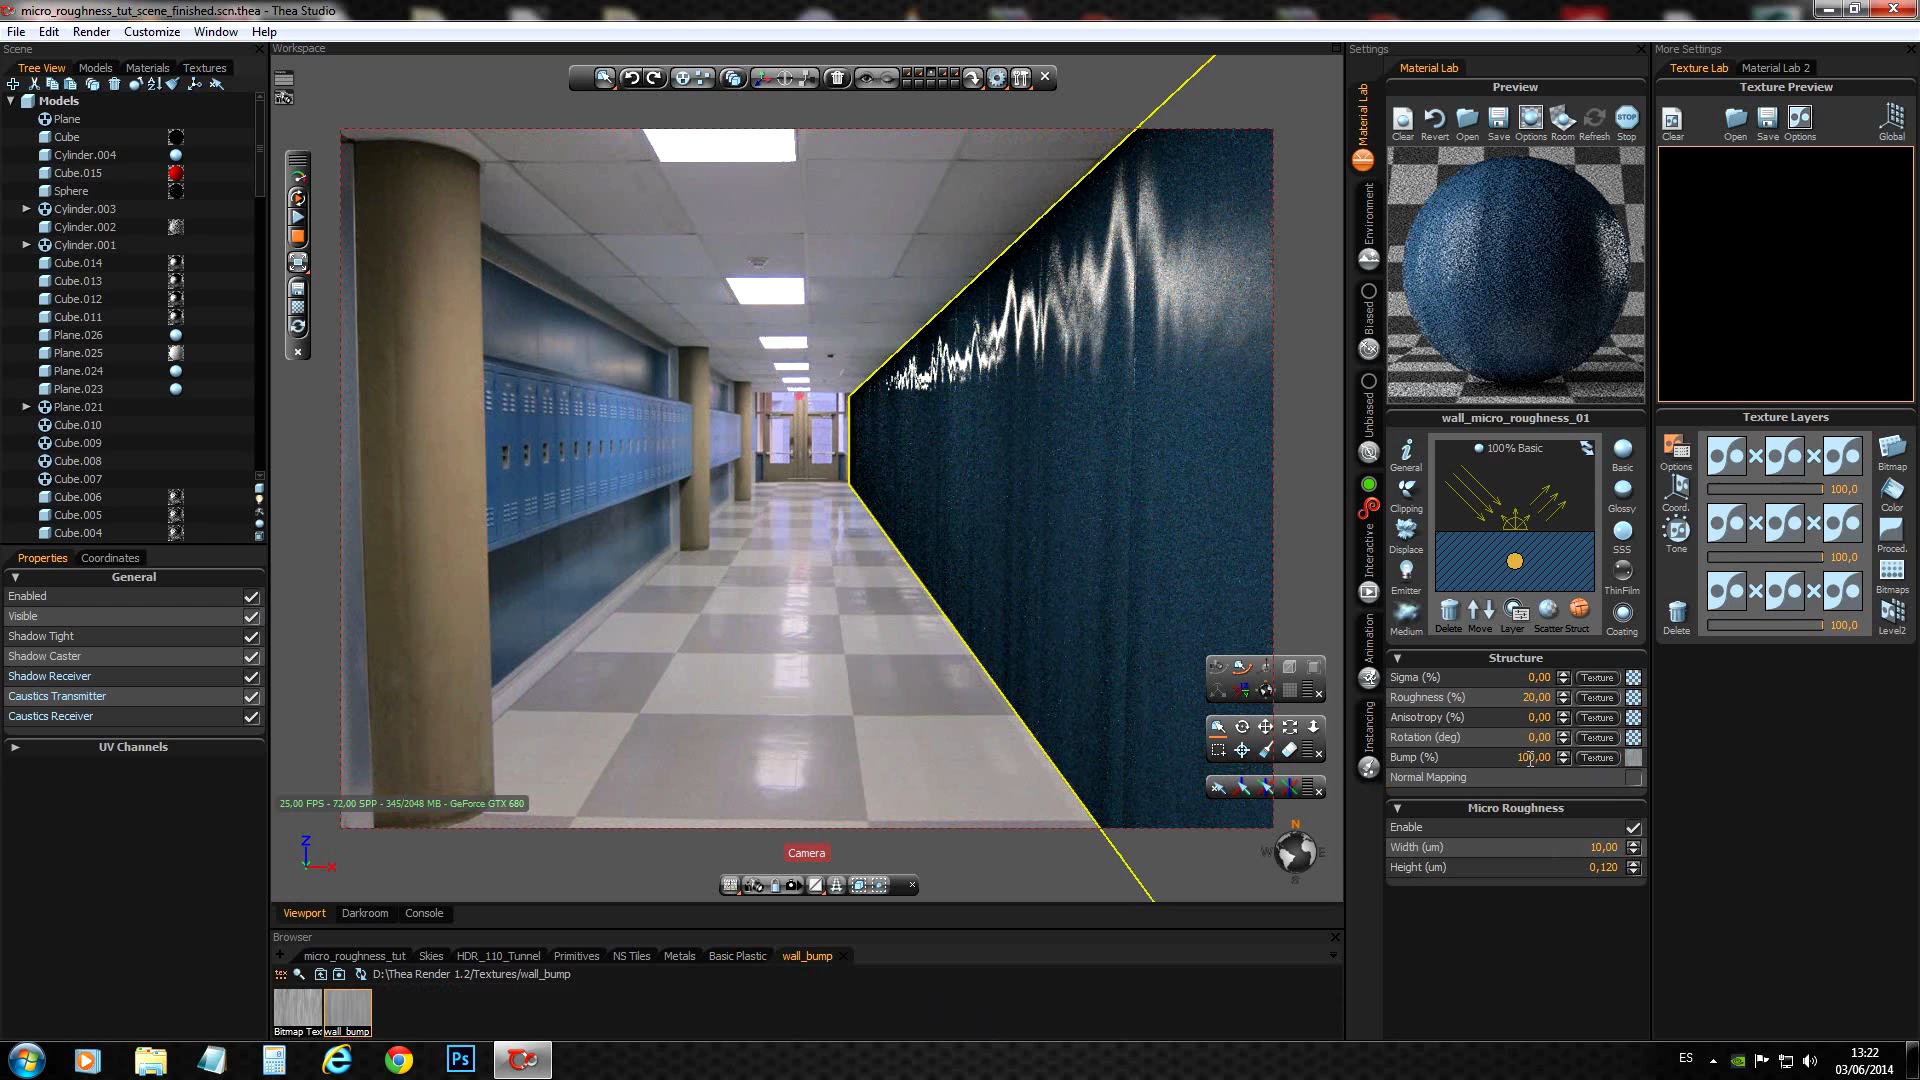 micro_roughness_tut_scene_finished.scn.thea - Thea Studio
File Edit Render Customize Window Help
Scene
Tree View Models Materials Textures
Models
Plane
Cube
Cylinder.004
Cube.015
Sphere
Cylinder.003
Cylinder.002
Cylinder.001
Cube.014
Cube.013
Cube.012
Cube.011
Plane.026
Plane.025
Plane.024
Plane.023
Plane.021
Cube.010
Cube.009
Cube.008
Cube.007
Cube.006
Cube.005
Cube.004
Properties Coordinates
General
Enabled
Visible
Shadow Tight
Shadow Caster
Shadow Receiver
Caustics Transmitter
Caustics Receiver
UV Channels
Workspace
25,00 FPS - 72,00 SPP - 345/2048 MB - GeForce GTX 680
Z
X
Camera
N
W
E
S
Viewport Darkroom Console
Browser
micro_roughness_tut Skies HDR_110_Tunnel Primitives NS Tiles Metals Basic Plastic wall_bump
D:\Thea Render 1.2/Textures/wall_bump
Bitmap Tex wall_bump
Settings
Material Lab
Environment
Biased
Unbiased
Interactive
Animation
Instancing
Material Lab
Preview
Clear Revert Open Save Options Room Refresh Stop
STOP
wall_micro_roughness_01
General
Clipping
Displace
Emitter
Medium
100% Basic
Delete Move Layer Scatter Struct
Basic
Glossy
SSS
ThinFilm
Coating
Structure
Sigma (%) 0,00 Texture
Roughness (%) 20,00 Texture
Anisotropy (%) 0,00 Texture
Rotation (deg) 0,00 Texture
Bump (%) 100,00 Texture
Normal Mapping
Micro Roughness
Enable
Width (um) 10,00
Height (um) 0,120
More Settings
Texture Lab Material Lab 2
Texture Preview
Clear Open Save Options Global
Texture Layers
Options
Coord.
Tone
Delete
100,0
100,0
100,0
Bitmap
Color
Proced.
Bitmaps
Level2
Ps
ES
13:22
03/06/2014